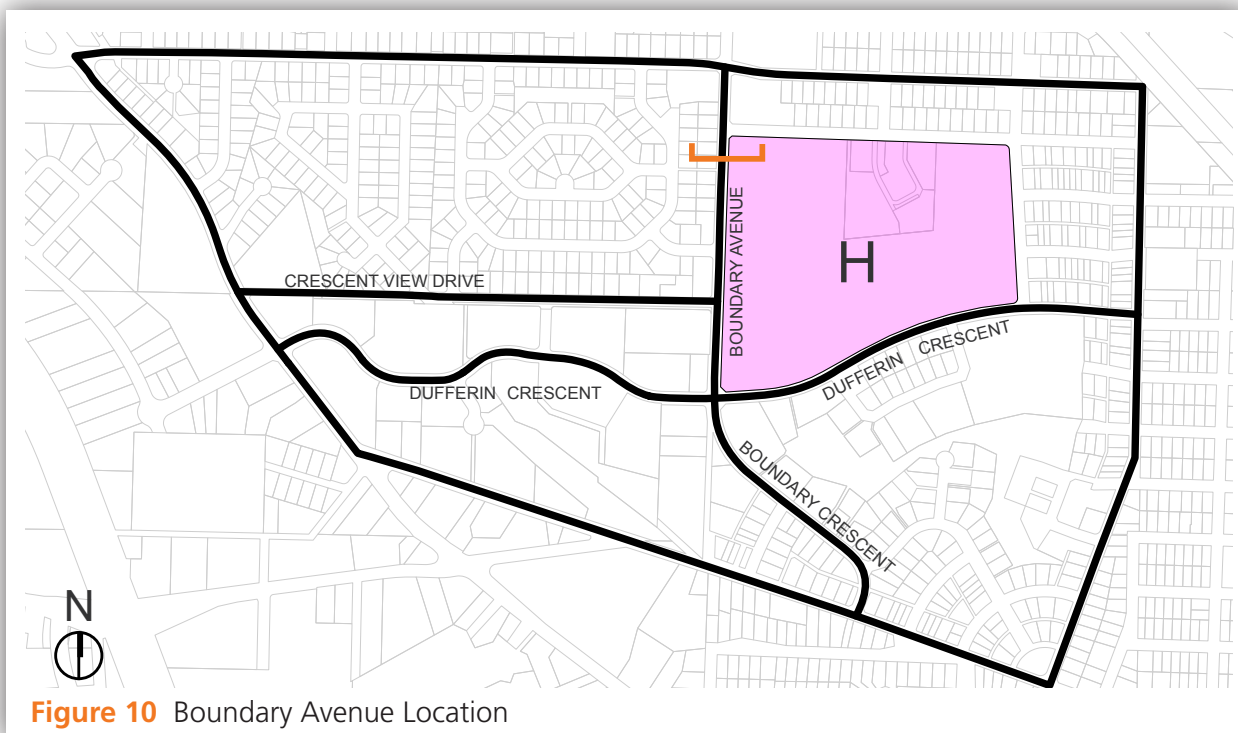 CRESCENT VIEW DRIVE
BOUNDARY AVENUE
H
DUFFERIN CRESCENT
DUFFERIN CRESCENT
BOUNDARY CRESCENT
N
Figure 10 Boundary Avenue Location